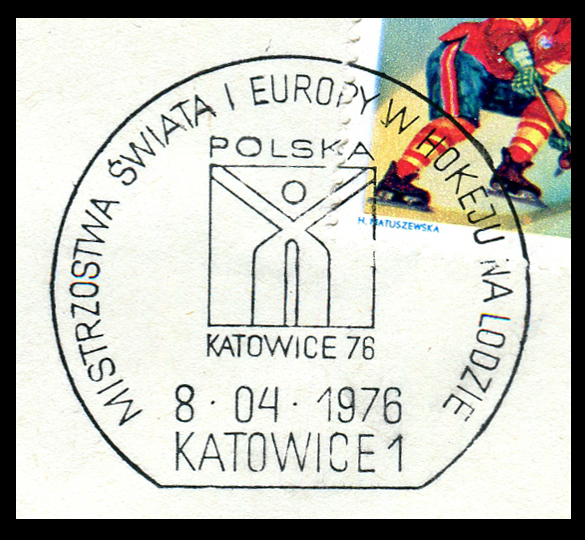 MISTRZOSTWA ŚWIATA I EUROPY W HOKEJU NA LODZIE
POLSKA
H. MATUSZEWSKA
KATOWICE 76
8 · 04 · 1976
KATOWICE 1